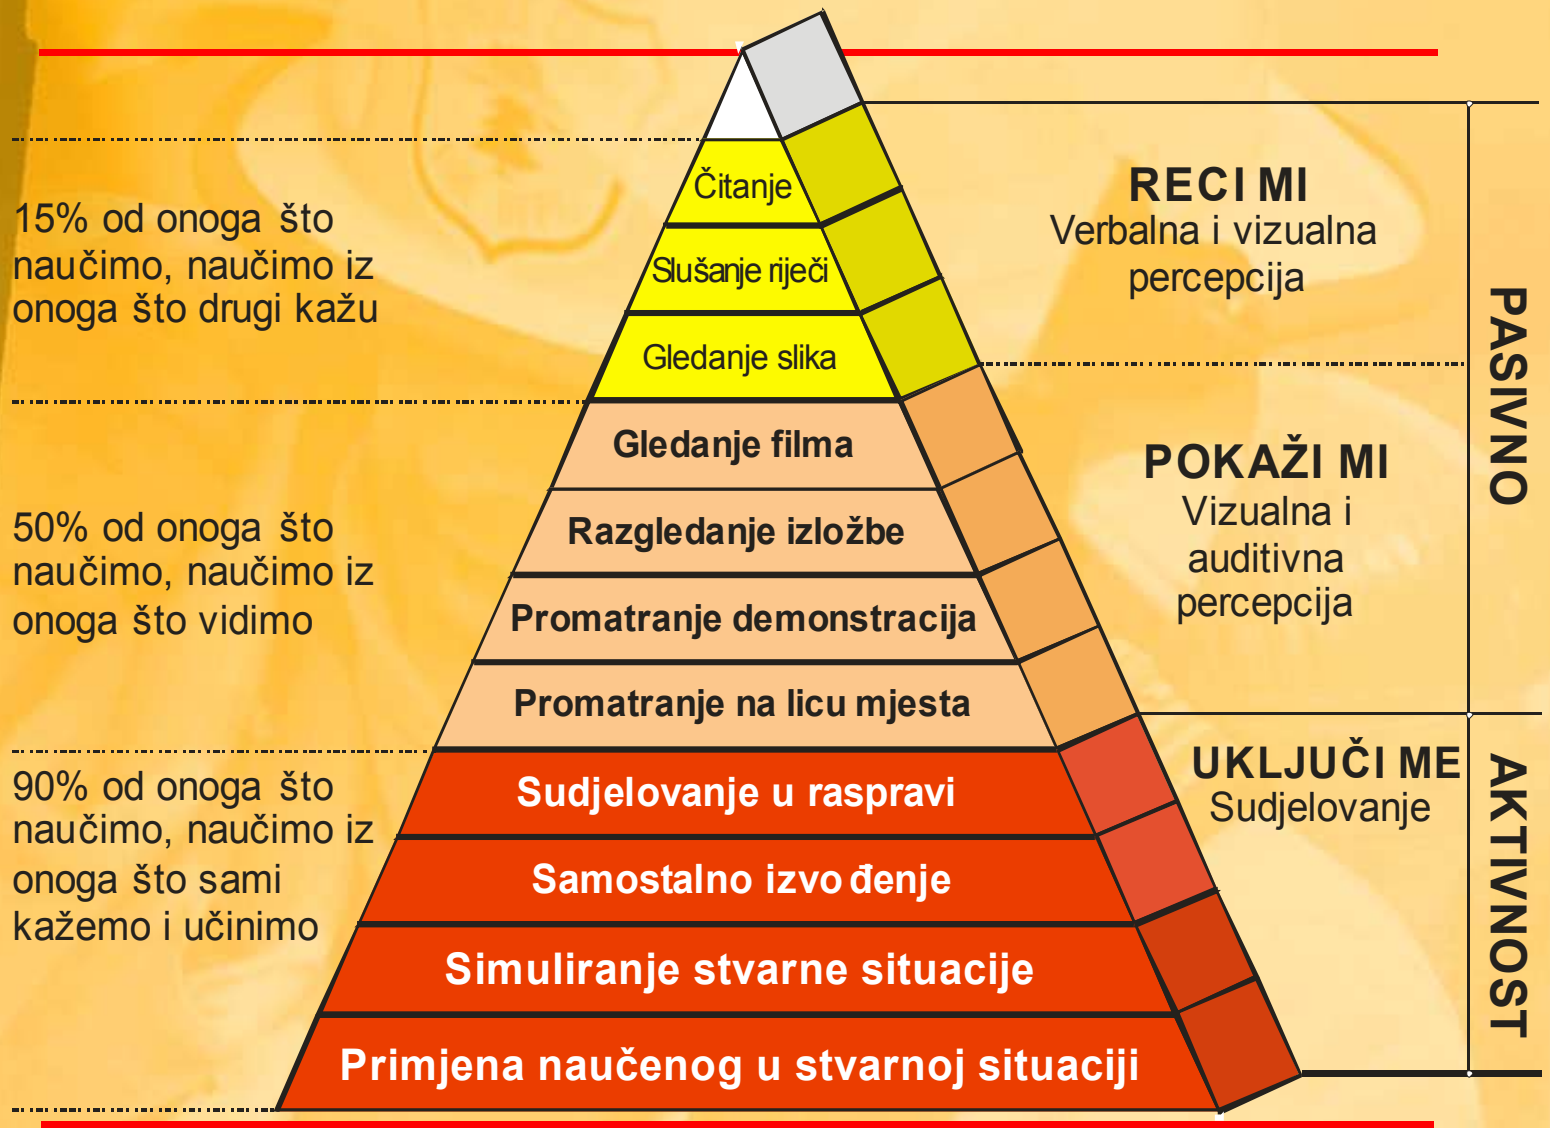 15% od onoga što
naučimo, naučimo iz
onoga što drugi kažu
50% od onoga što
naučimo, naučimo iz
onoga što vidimo
90% od onoga što
naučimo, naučimo iz
onoga što sami
kažemo i učinimo
Čitanje
Slušanje riječi
Gledanje slika
Gledanje filma
Razgledanje izložbe
Promatranje demonstracija
Promatranje na licu mjesta
Sudjelovanje u raspravi
Samostalno izvođenje
Simuliranje stvarne situacije
Primjena naučenog u stvarnoj situaciji
RECI MI
Verbalna i vizualna
percepcija
POKAŽI MI
Vizualna i
auditivna
percepcija
UKLJUČI ME
Sudjelovanje
PASIVNO
AKTIVNOST